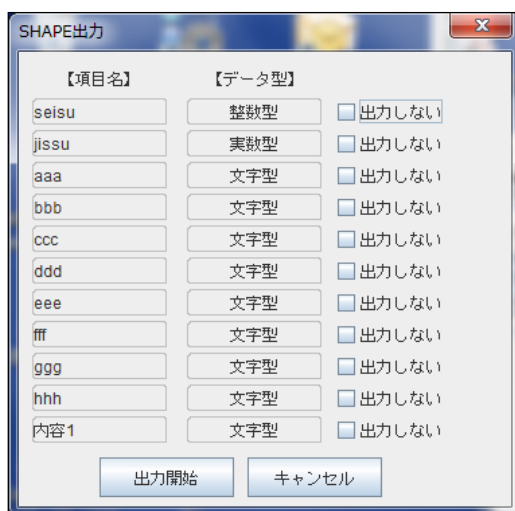 SHAPE出力
【項目名】 【データ型】
seisu 整数型 出力しない
jissu 実数型 出力しない
aaa 文字型 出力しない
bbb 文字型 出力しない
ccc 文字型 出力しない
ddd 文字型 出力しない
eee 文字型 出力しない
fff 文字型 出力しない
ggg 文字型 出力しない
hhh 文字型 出力しない
内容1 文字型 出力しない
出力開始 キャンセル